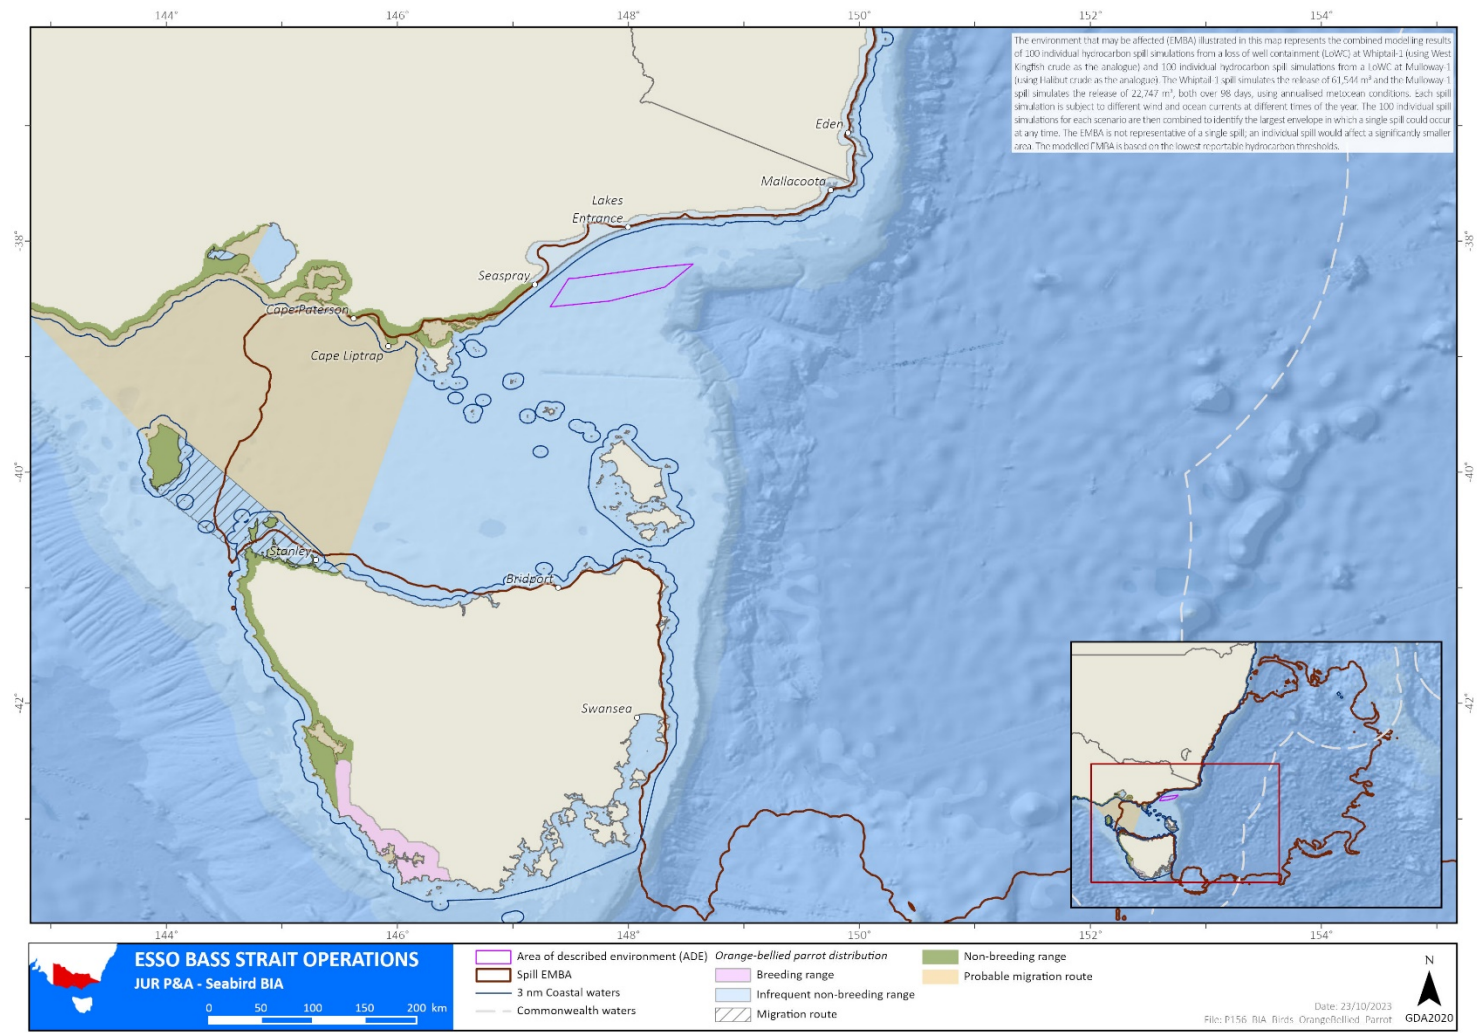 144° 146° 148° 150° 152° 154°
The environment that may be affected (EMBA) illustrated in this map represents the combined modelling results
of 100 individual hydrocarbon spill simulations from a loss of well containment (LoWC) at Whiptail-1 (using West
Kingfish crude as the analogue) and 100 individual hydrocarbon spill simulations from a LoWC at Mulloway-1
(using Halibut crude as the analogue). The Whiptail-1 spill simulates the release of 61,544 m³ and the Mulloway-1
spill simulates the release of 22,747 m³, both over 98 days, using annualised metocean conditions. Each spill
simulation is subject to different wind and ocean currents at different times of the year. The 100 individual spill
simulations for each scenario are then combined to identify the largest envelope in which a single spill could occur
at any time. The EMBA is not representative of a single spill; an individual spill would affect a significantly smaller
area. The modelled EMBA is based on the lowest reportable hydrocarbon thresholds.
Eden
Mallacoota
Lakes
Entrance
-38° -38°
Seaspray
Cape Paterson
Cape Liptrap
-40° -40°
Stanley
Bridport
-42° -42°
Swansea
144° 146° 148° 150° 152° 154°
ESSO BASS STRAIT OPERATIONS
JUR P&A - Seabird BIA
0 50 100 150 200 km
Area of described environment (ADE)
Spill EMBA
3 nm Coastal waters
Commonwealth waters
Orange-bellied parrot distribution
Breeding range
Infrequent non-breeding range
Migration route
Non-breeding range
Probable migration route
N
GDA2020
Date: 23/10/2023
File: P156_BIA_Birds_OrangeBellied_Parrot